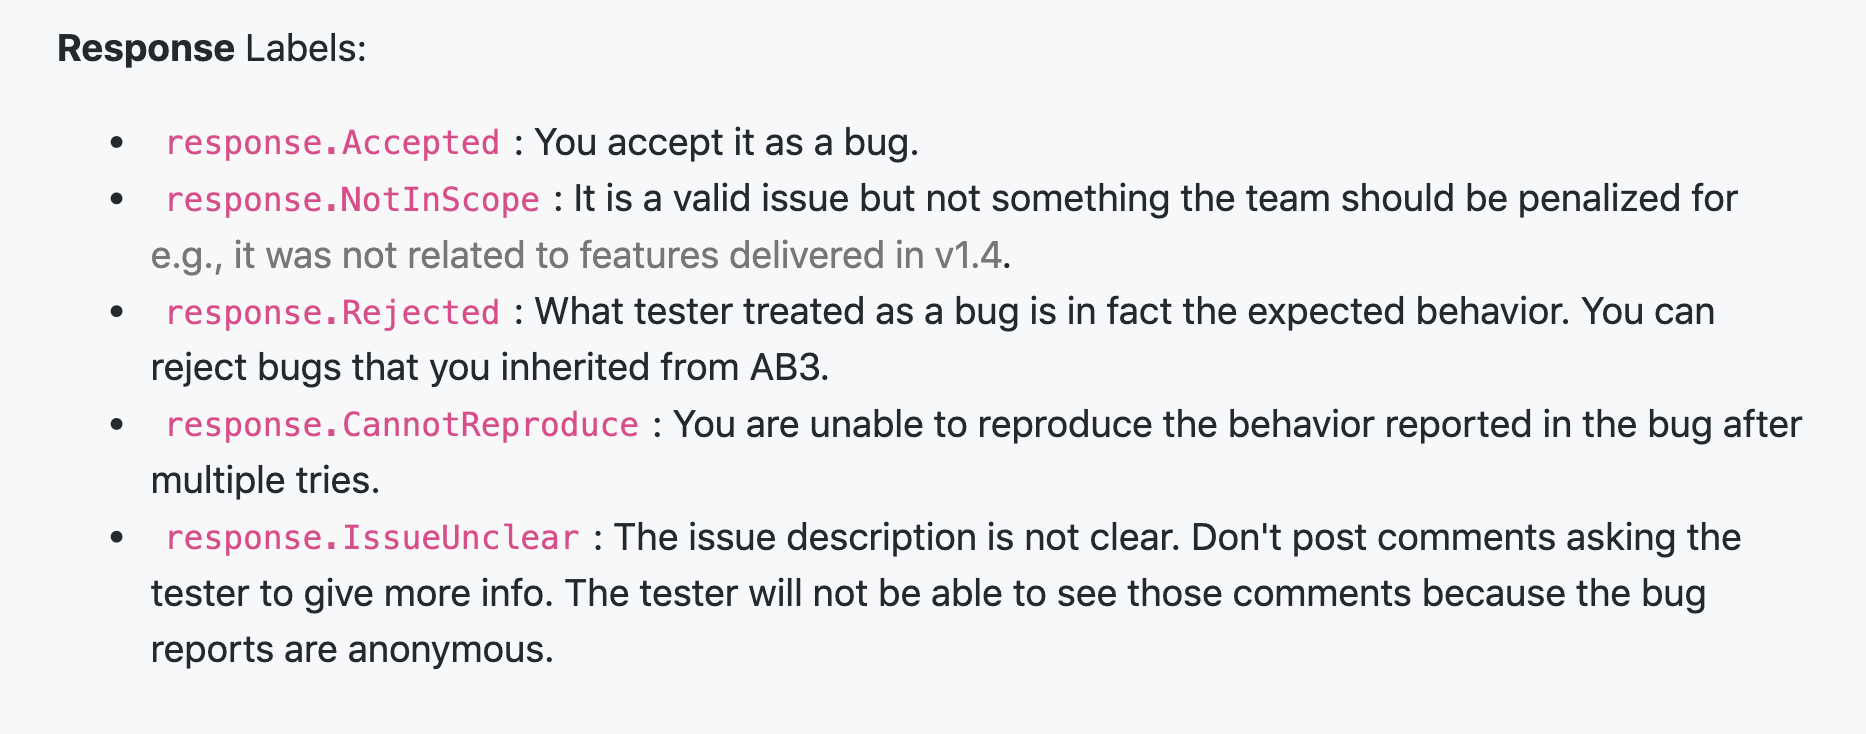 Response Labels:
• response.Accepted : You accept it as a bug.
• response.NotInScope : It is a valid issue but not something the team should be penalized for
e.g., it was not related to features delivered in v1.4.
• response.Rejected : What tester treated as a bug is in fact the expected behavior. You can
reject bugs that you inherited from AB3.
• response.CannotReproduce : You are unable to reproduce the behavior reported in the bug after
multiple tries.
• response.IssueUnclear : The issue description is not clear. Don't post comments asking the
tester to give more info. The tester will not be able to see those comments because the bug
reports are anonymous.